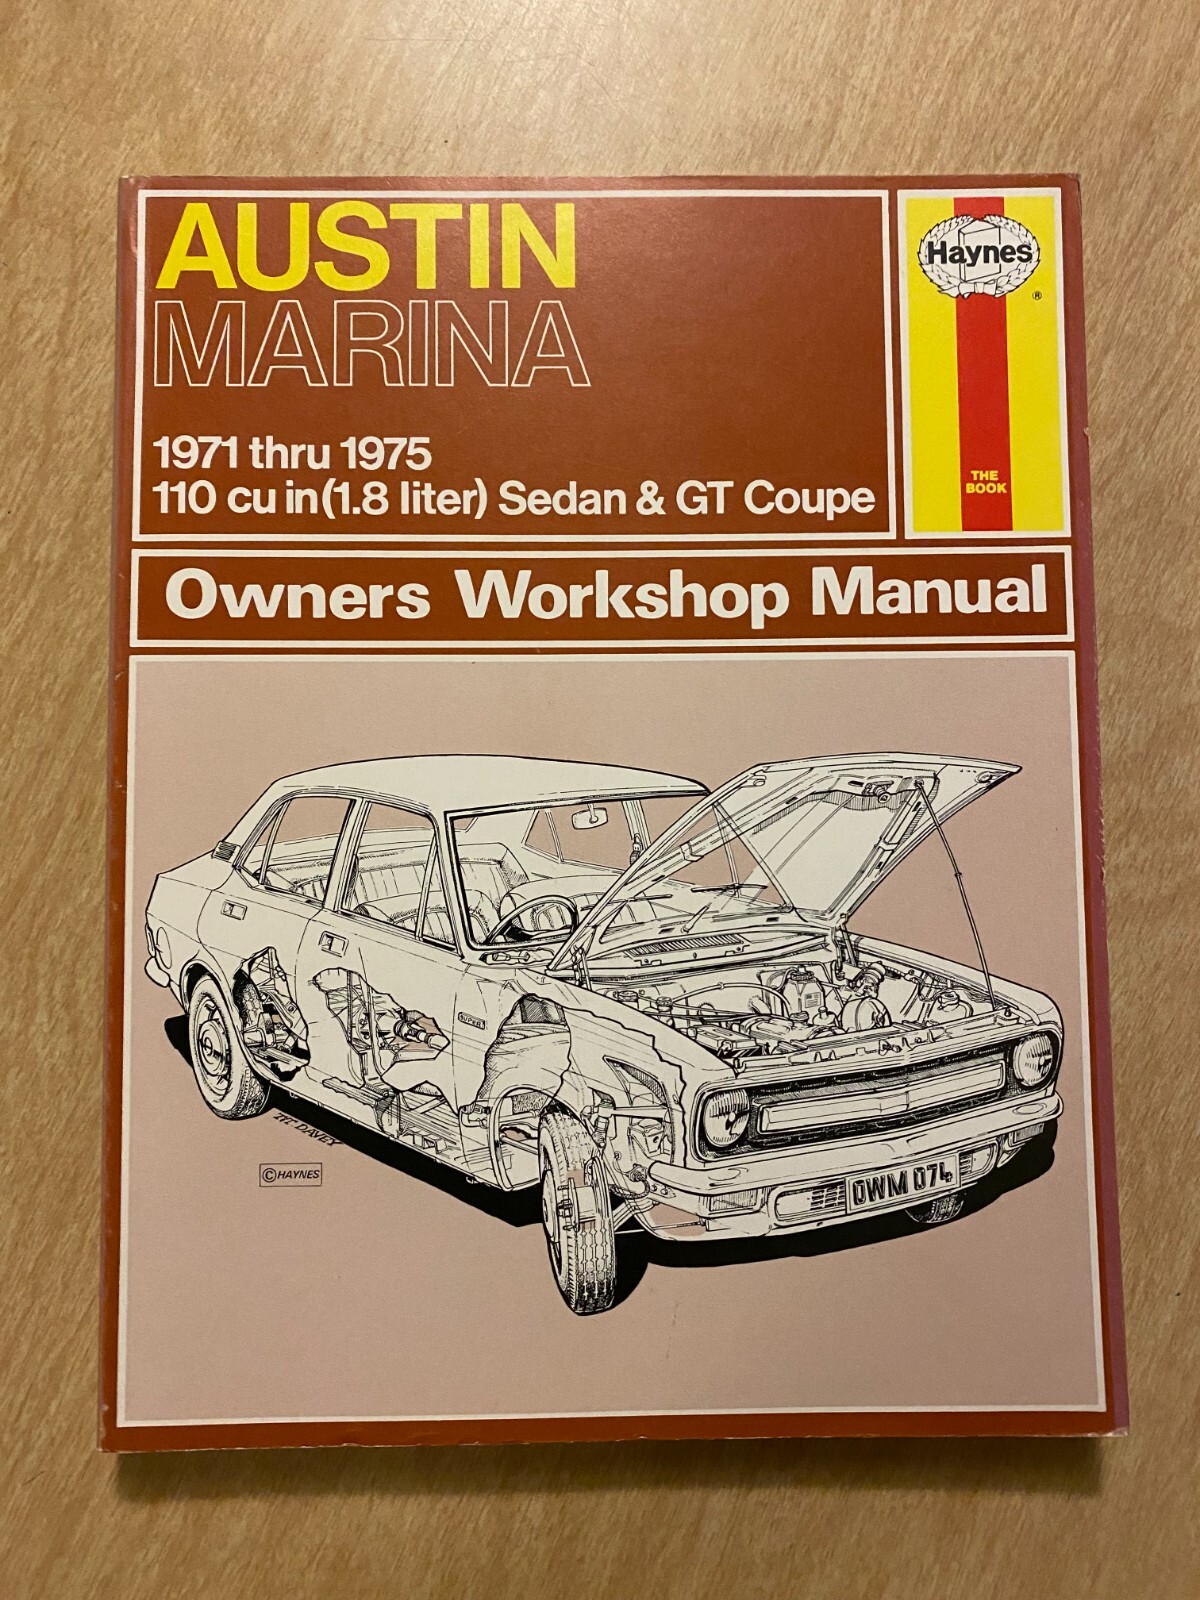 AUSTIN
MARINA
1971 thru 1975
110 cu in (1.8 liter) Sedan & GT Coupe
Haynes
®
THE
BOOK
Owners Workshop Manual
SUPER
OWM 074
© HAYNES